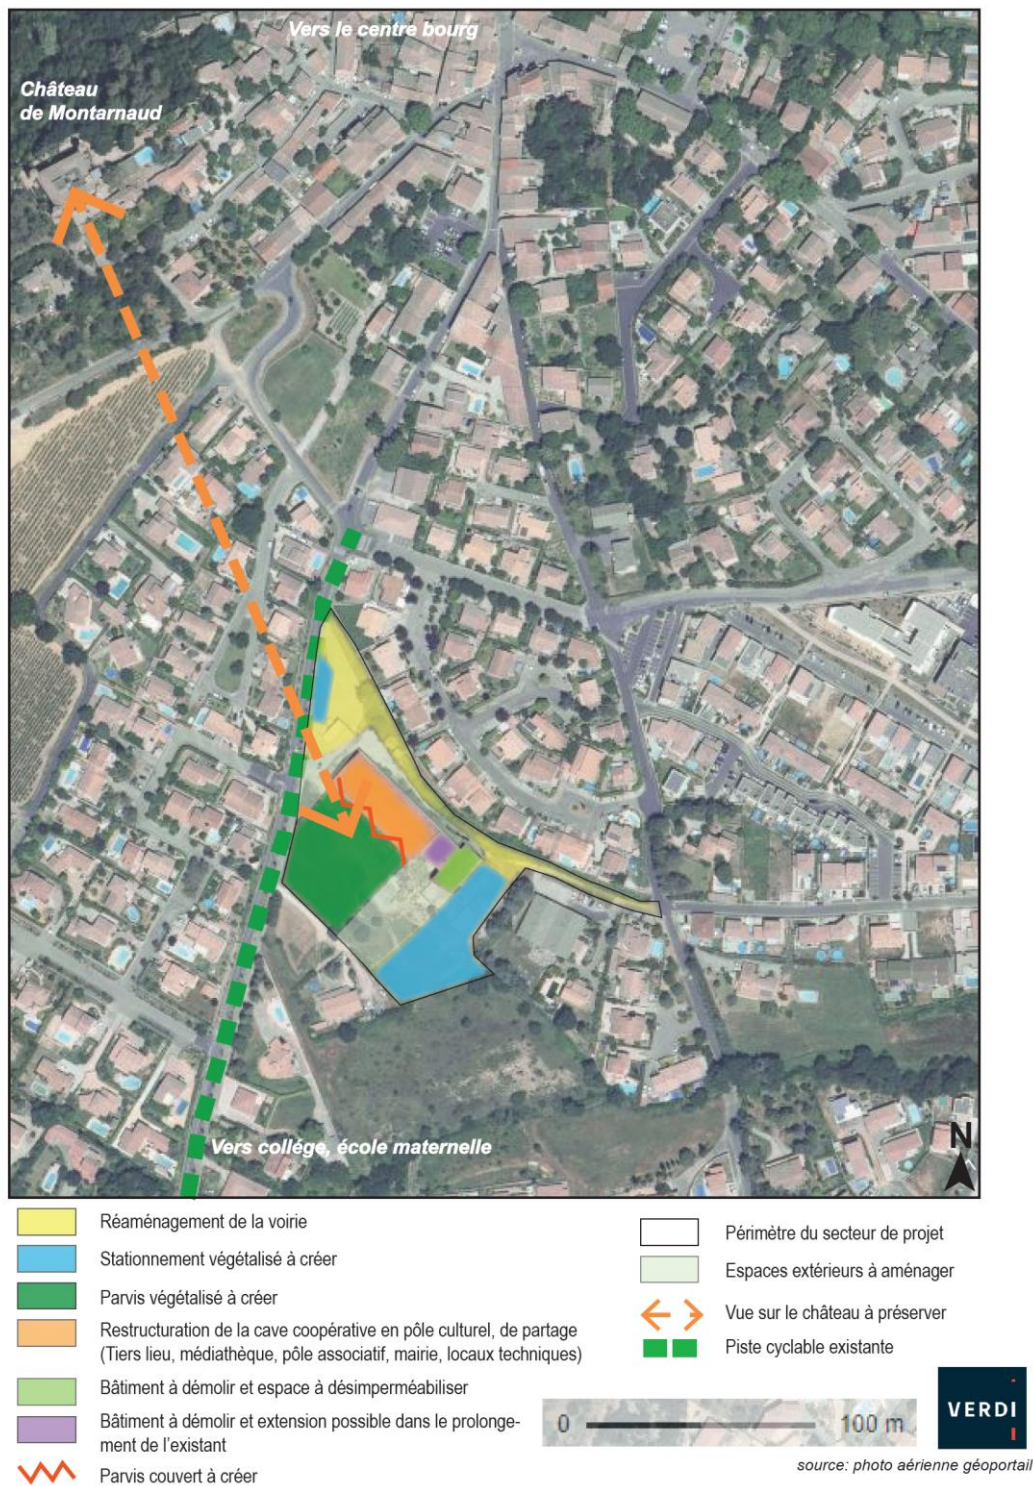 Vers le centre bourg
Château
de Montarnaud
Vers collége, école maternelle
N
Réaménagement de la voirie
Stationnement végétalisé à créer
Parvis végétalisé à créer
Restructuration de la cave coopérative en pôle culturel, de partage
(Tiers lieu, médiathèque, pôle associatif, mairie, locaux techniques)
Bâtiment à démolir et espace à désimperméabiliser
Bâtiment à démolir et extension possible dans le prolonge-
ment de l'existant
Parvis couvert à créer
Périmètre du secteur de projet
Espaces extérieurs à aménager
Vue sur le château à préserver
Piste cyclable existante
0 100 m
VERDI
source: photo aérienne géoportail